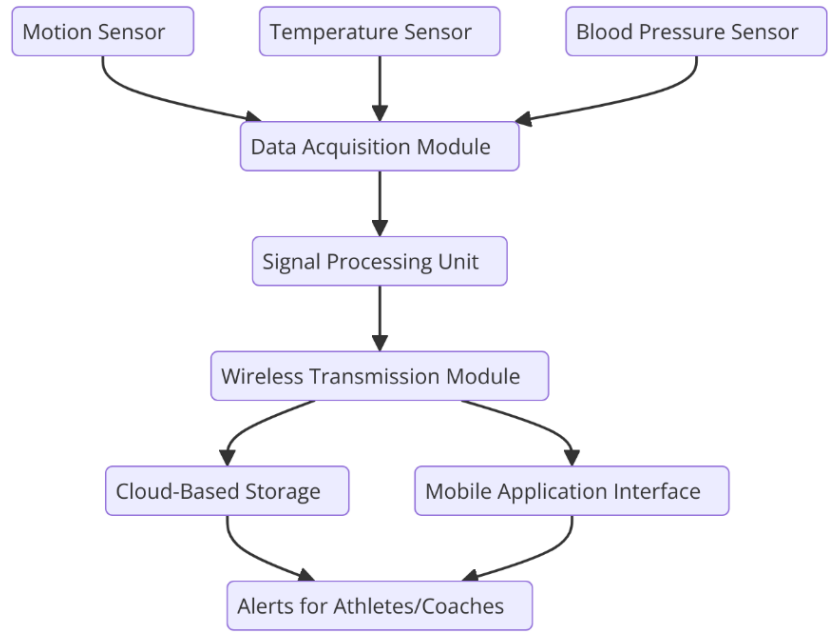 Motion Sensor
Temperature Sensor
Blood Pressure Sensor
Data Acquisition Module
Signal Processing Unit
Wireless Transmission Module
Cloud-Based Storage
Mobile Application Interface
Alerts for Athletes/Coaches